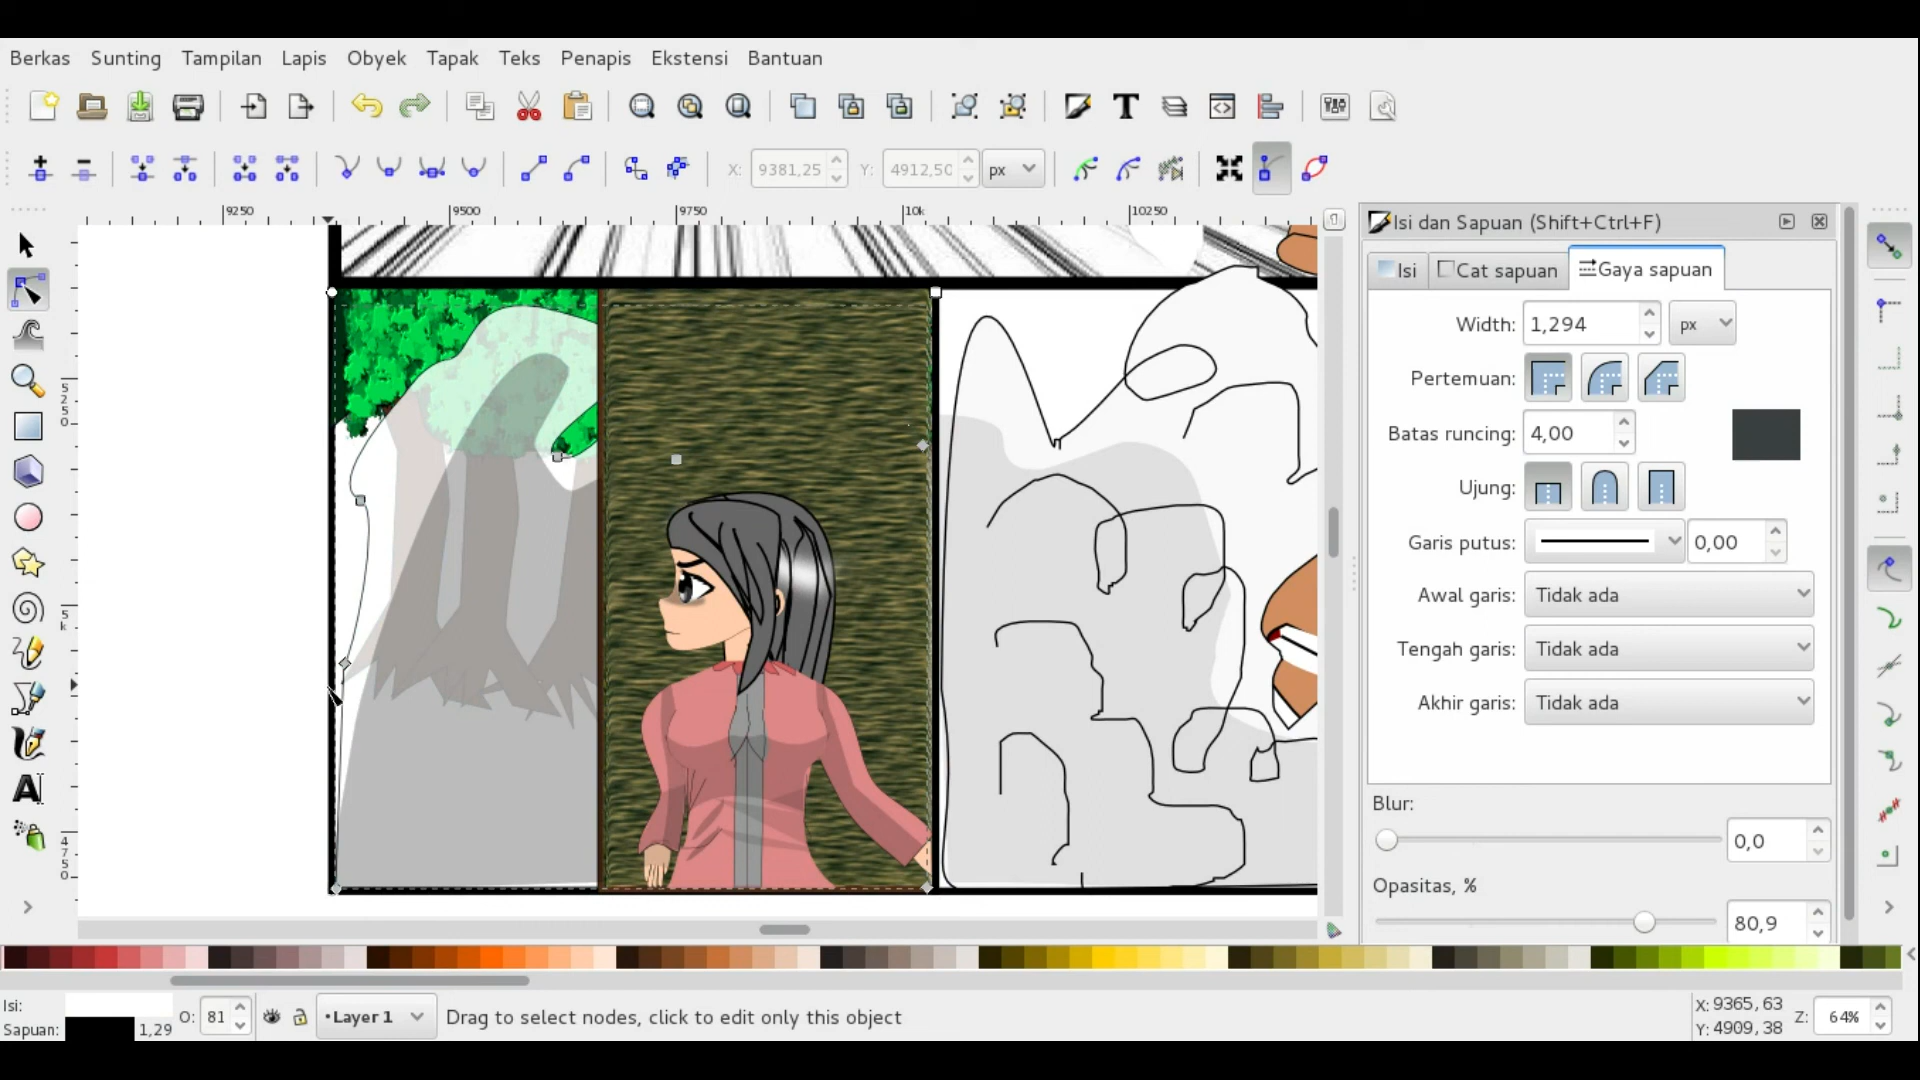 Berkas Sunting Tampilan Lapis Obyek Tapak Teks Penapis Ekstensi Bantuan
X: 9381,25 Y: 4912,50 px
9250 9500 9750 10k 10250
Isi dan Sapuan (Shift+Ctrl+F)
Isi Cat sapuan Gaya sapuan
Width: 1,294 px
Pertemuan:
Batas runcing: 4,00
Ujung:
Garis putus: 0,00
Awal garis: Tidak ada
Tengah garis: Tidak ada
Akhir garis: Tidak ada
Blur:
0,0
Opasitas, %
80,9
5250
5k
4750
Isi:
Sapuan: 1,29
O: 81
•Layer 1
Drag to select nodes, click to edit only this object
X: 9365,63
Y: 4909,38
Z: 64%